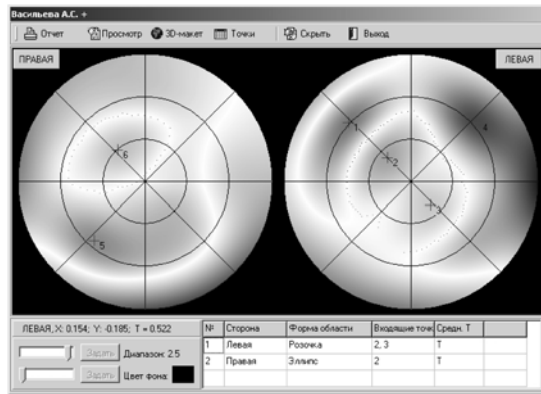 Васильева А.С. +
Отчет Просмотр 3D-макет Точки Скрыть Выход
ПРАВАЯ ЛЕВАЯ
1 4
6 2
3
5
ЛЕВАЯ, X: 0.154; Y: -0.185; T = 0.522
Задать Диапазон: 2.5
Задать Цвет фона:
№ Сторона Форма области Входящие точк Средн. T
1 Левая Розочка 2, 3 T
2 Правая Эллипс 2 T